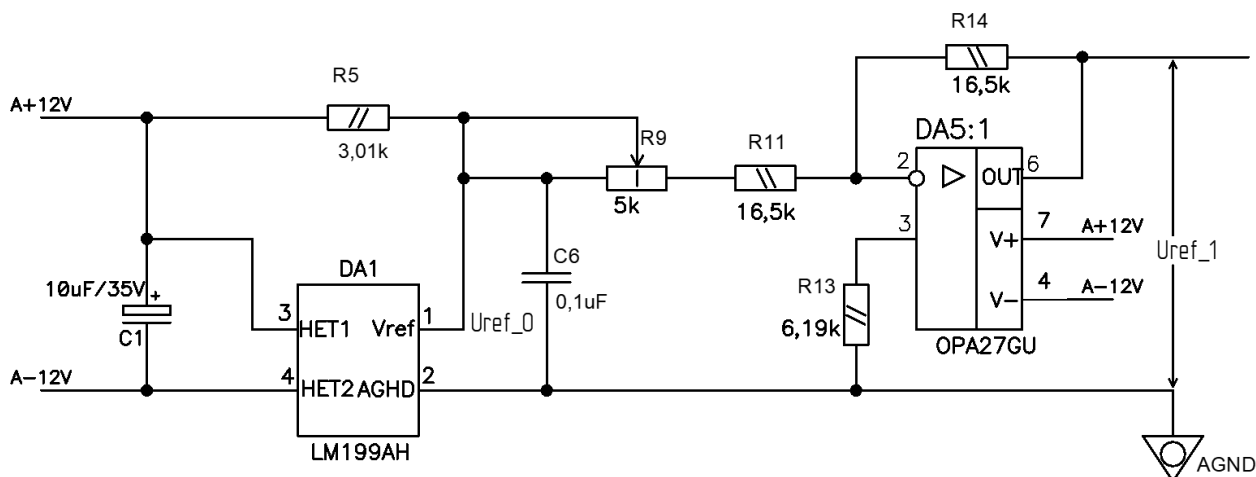 R14
16,5k
R5
A+12V
3,01k
R9
R11
DA5:1
2
OUT
6
5k
16,5k
3
V+
7
A+12V
Uref_1
10uF/35V
+
C1
DA1
C6
0,1uF
R13
6,19k
V-
4
A-12V
3
HET1
Vref
1
Uref_0
OPA27GU
A-12V
4
HET2
AGHD
2
LM199AH
AGND